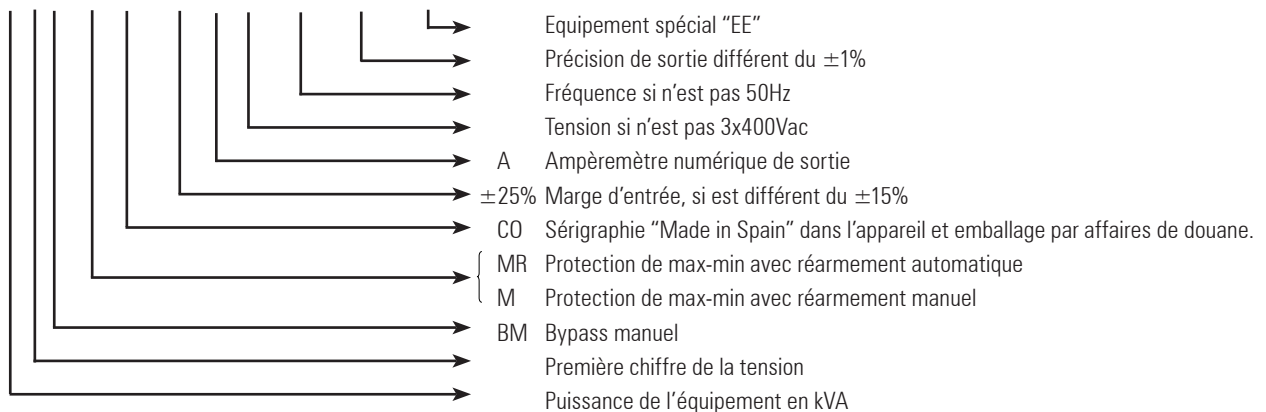 Equipement spécial “EE”
Précision de sortie différent du ±1%
Fréquence si n’est pas 50Hz
Tension si n’est pas 3x400Vac
A Ampèremètre numérique de sortie
±25% Marge d’entrée, si est différent du ±15%
CO Sérigraphie “Made in Spain” dans l’appareil et emballage par affaires de douane.
MR Protection de max-min avec réarmement automatique
M Protection de max-min avec réarmement manuel
BM Bypass manuel
Première chiffre de la tension
Puissance de l’équipement en kVA